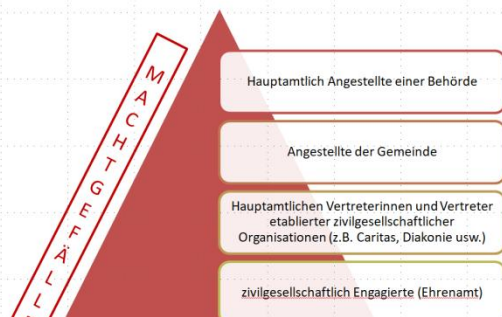 MACHTGEFÄLL
Hauptamtlich Angestellte einer Behörde
Angestellte der Gemeinde
Hauptamtlichen Vertreterinnen und Vertreter
etablierter zivilgesellschaftlicher
Organisationen (z.B. Caritas, Diakonie usw.)
zivilgesellschaftlich Engagierte (Ehrenamt)